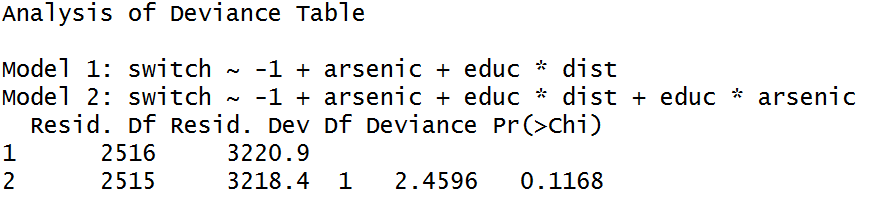 Analysis of Deviance Table
Model 1: switch ~ -1 + arsenic + educ * dist
Model 2: switch ~ -1 + arsenic + educ * dist + educ * arsenic
  Resid. Df Resid. Dev Df Deviance Pr(>Chi)
1      2516     3220.9
2      2515     3218.4  1   2.4596   0.1168